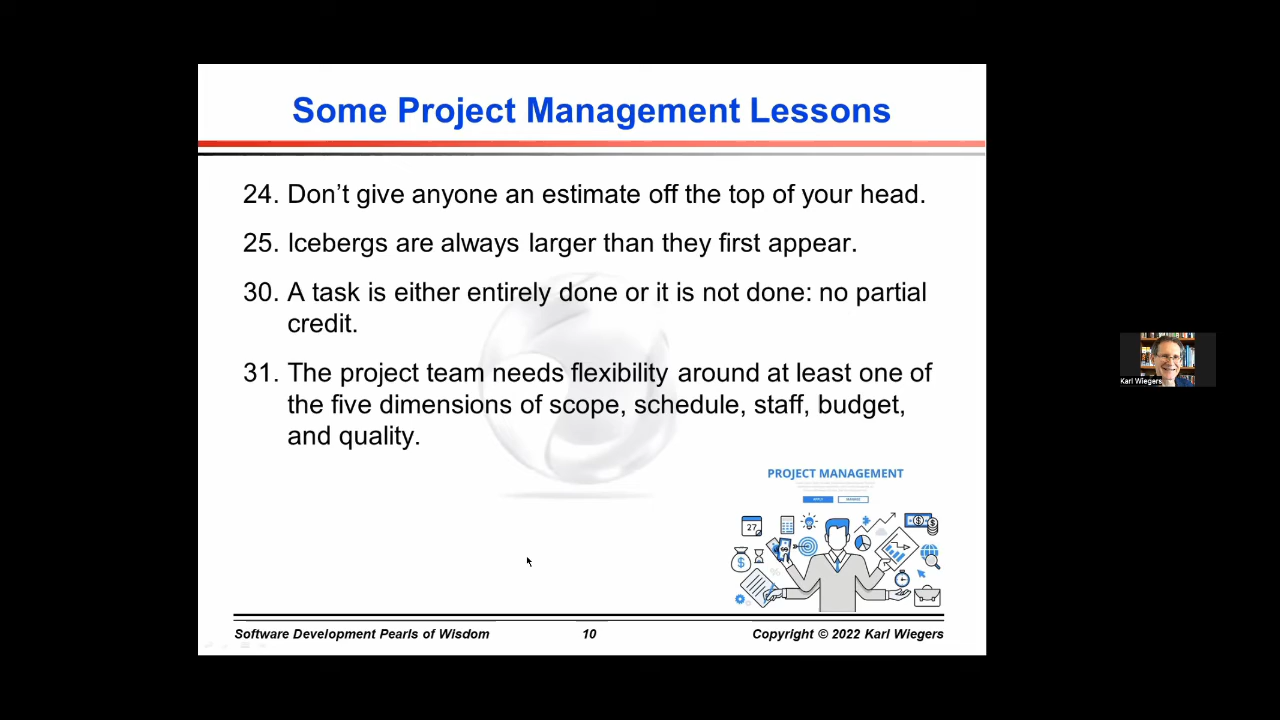 Some Project Management Lessons
24. Don’t give anyone an estimate off the top of your head.
25. Icebergs are always larger than they first appear.
30. A task is either entirely done or it is not done: no partial
credit.
31. The project team needs flexibility around at least one of
the five dimensions of scope, schedule, staff, budget,
and quality.
PROJECT MANAGEMENT
27
$
$
$
Software Development Pearls of Wisdom
10
Copyright © 2022 Karl Wiegers
Karl Wiegers